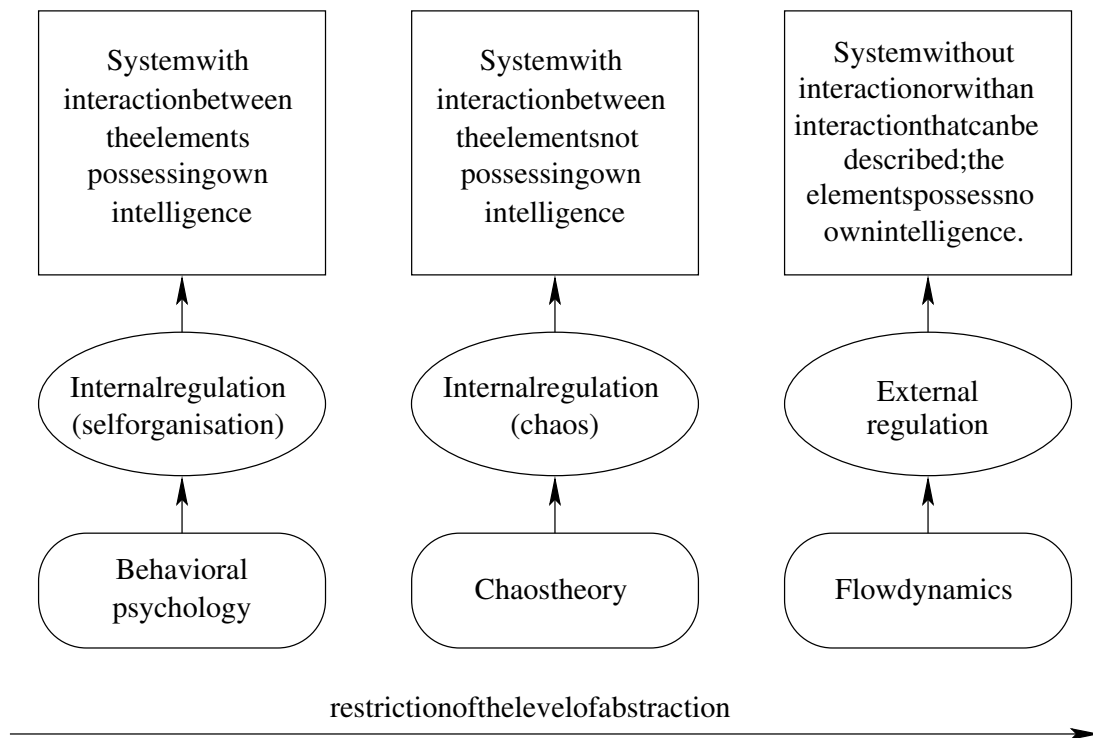 Systemwith
interactionbetween
theelements
possessingown
intelligence
Systemwith
interactionbetween
theelementsnot
possessingown
intelligence
Systemwithout
interactionorwithan
interactionthatcanbe
described;the
elementspossessno
ownintelligence.
Internalregulation
(selforganisation)
Internalregulation
(chaos)
External
regulation
Behavioral
psychology
Chaostheory
Flowdynamics
restrictionofthelevelofabstraction